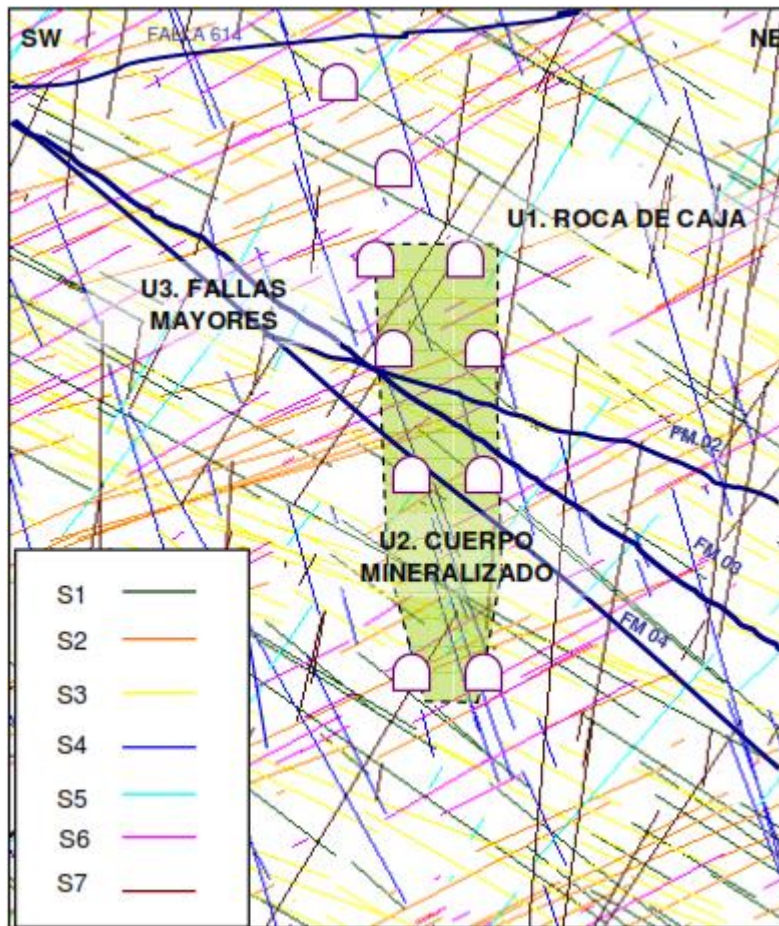 SW
FALLA 614
NE
U1. ROCA DE CAJA
U3. FALLAS
MAYORES
FM 02
FM 03
U2. CUERPO
MINERALIZADO
FM 04
S1
S2
S3
S4
S5
S6
S7